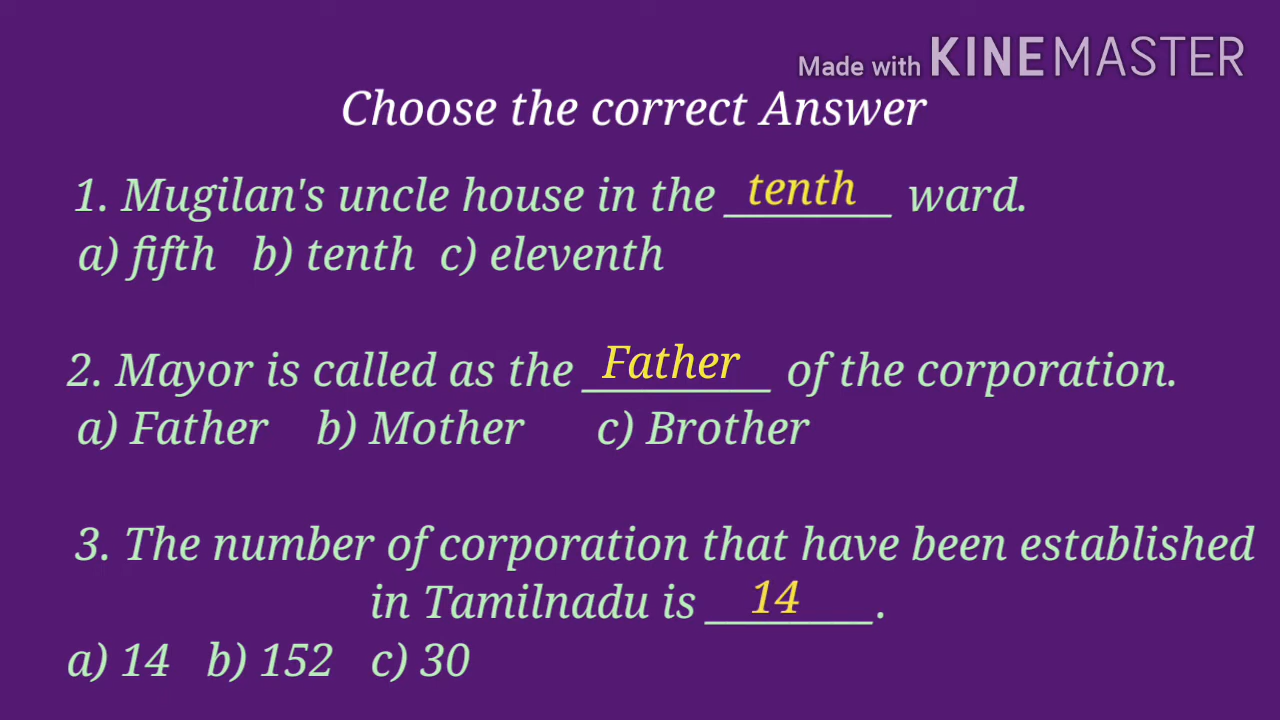 Made with KINEMASTER
Choose the correct Answer
1. Mugilan's uncle house in the tenth ward.
a) fifth b) tenth c) eleventh
2. Mayor is called as the Father of the corporation.
a) Father b) Mother c) Brother
3. The number of corporation that have been established
in Tamilnadu is 14.
a) 14 b) 152 c) 30